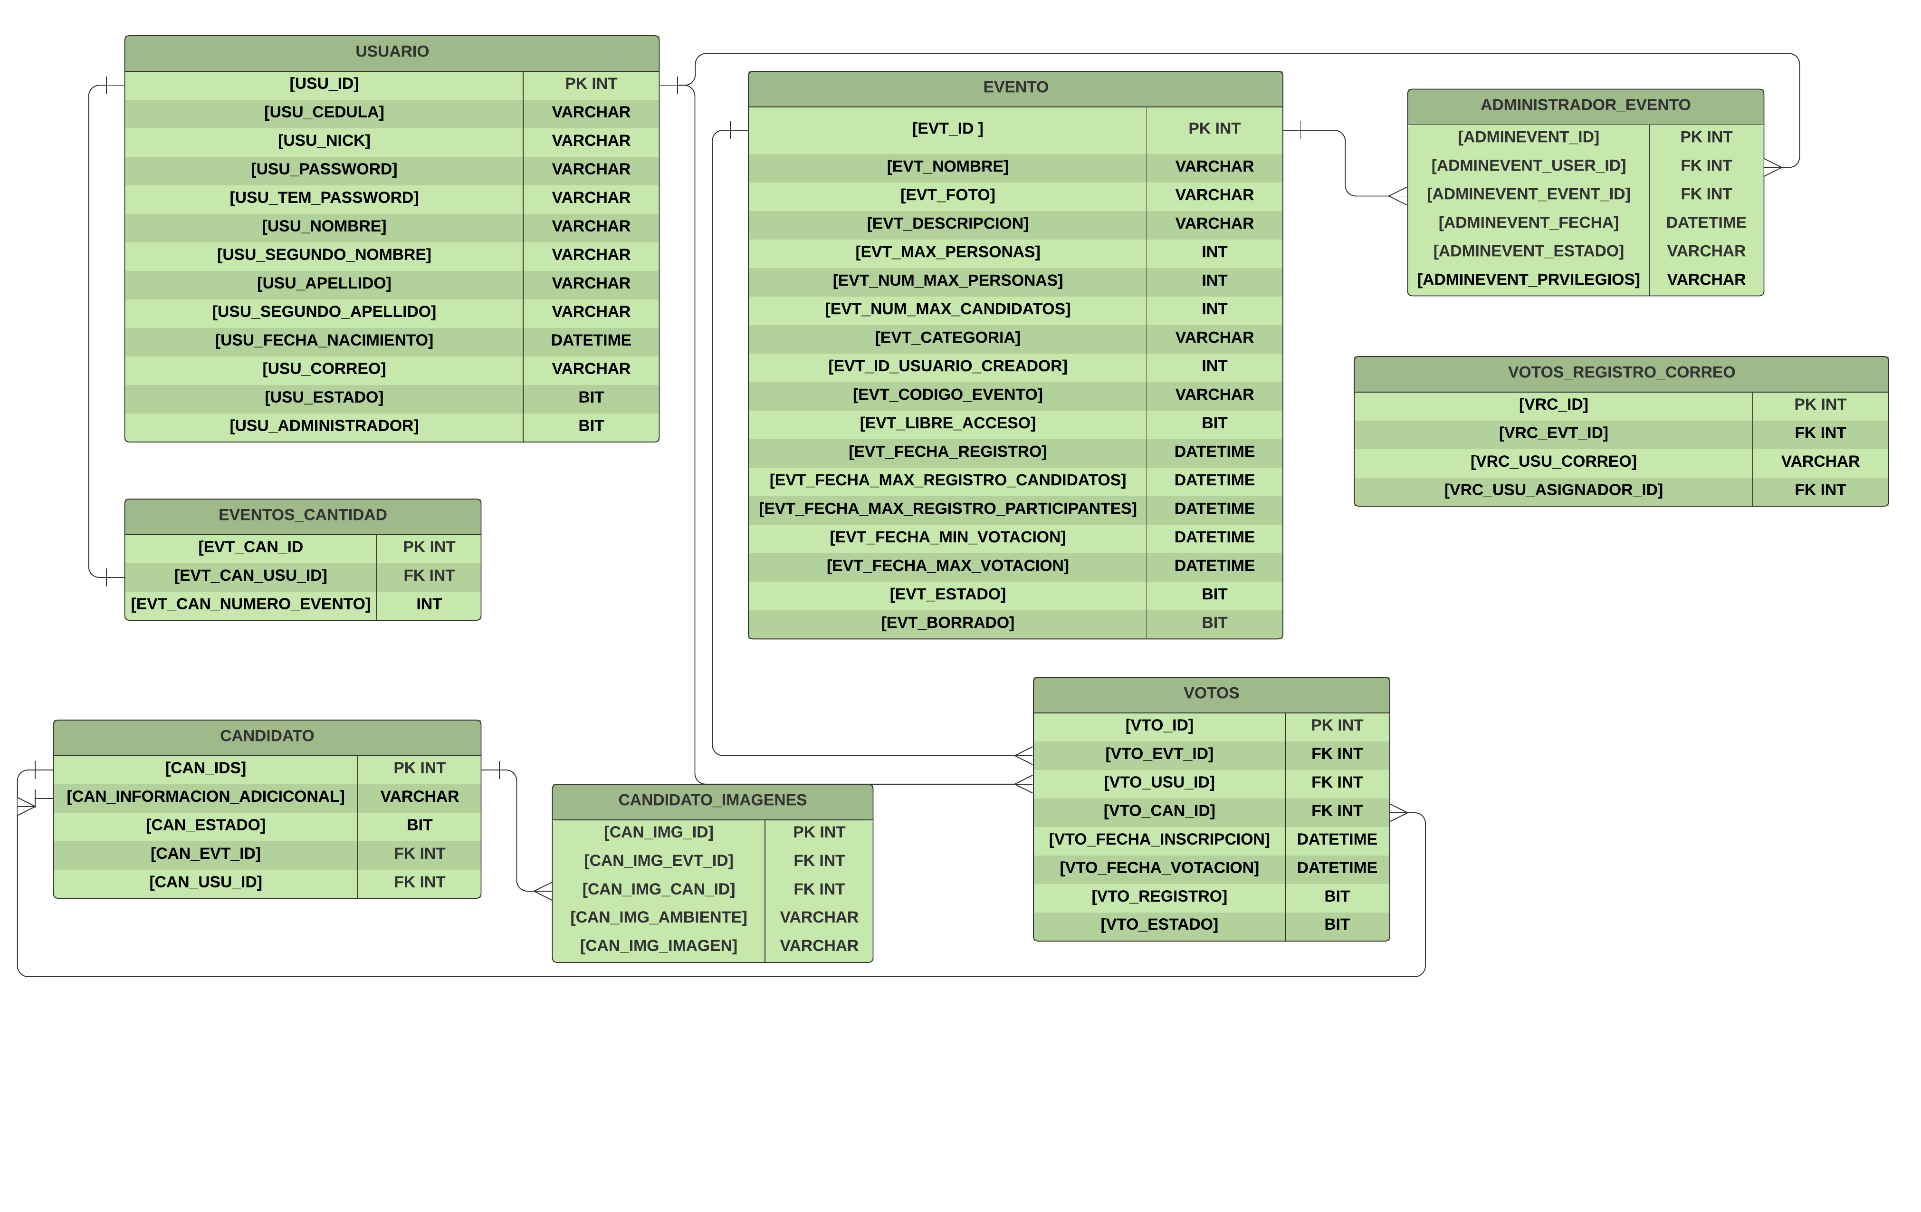 USUARIO
[USU_ID] PK INT
[USU_CEDULA] VARCHAR
[USU_NICK] VARCHAR
[USU_PASSWORD] VARCHAR
[USU_TEM_PASSWORD] VARCHAR
[USU_NOMBRE] VARCHAR
[USU_SEGUNDO_NOMBRE] VARCHAR
[USU_APELLIDO] VARCHAR
[USU_SEGUNDO_APELLIDO] VARCHAR
[USU_FECHA_NACIMIENTO] DATETIME
[USU_CORREO] VARCHAR
[USU_ESTADO] BIT
[USU_ADMINISTRADOR] BIT
EVENTO
[EVT_ID ] PK INT
[EVT_NOMBRE] VARCHAR
[EVT_FOTO] VARCHAR
[EVT_DESCRIPCION] VARCHAR
[EVT_MAX_PERSONAS] INT
[EVT_NUM_MAX_PERSONAS] INT
[EVT_NUM_MAX_CANDIDATOS] INT
[EVT_CATEGORIA] VARCHAR
[EVT_ID_USUARIO_CREADOR] INT
[EVT_CODIGO_EVENTO] VARCHAR
[EVT_LIBRE_ACCESO] BIT
[EVT_FECHA_REGISTRO] DATETIME
[EVT_FECHA_MAX_REGISTRO_CANDIDATOS] DATETIME
[EVT_FECHA_MAX_REGISTRO_PARTICIPANTES] DATETIME
[EVT_FECHA_MIN_VOTACION] DATETIME
[EVT_FECHA_MAX_VOTACION] DATETIME
[EVT_ESTADO] BIT
[EVT_BORRADO] BIT
ADMINISTRADOR_EVENTO
[ADMINEVENT_ID] PK INT
[ADMINEVENT_USER_ID] FK INT
[ADMINEVENT_EVENT_ID] FK INT
[ADMINEVENT_FECHA] DATETIME
[ADMINEVENT_ESTADO] VARCHAR
[ADMINEVENT_PRVILEGIOS] VARCHAR
VOTOS_REGISTRO_CORREO
[VRC_ID] PK INT
[VRC_EVT_ID] FK INT
[VRC_USU_CORREO] VARCHAR
[VRC_USU_ASIGNADOR_ID] FK INT
EVENTOS_CANTIDAD
[EVT_CAN_ID PK INT
[EVT_CAN_USU_ID] FK INT
[EVT_CAN_NUMERO_EVENTO] INT
CANDIDATO
[CAN_IDS] PK INT
[CAN_INFORMACION_ADICICONAL] VARCHAR
[CAN_ESTADO] BIT
[CAN_EVT_ID] FK INT
[CAN_USU_ID] FK INT
CANDIDATO_IMAGENES
[CAN_IMG_ID] PK INT
[CAN_IMG_EVT_ID] FK INT
[CAN_IMG_CAN_ID] FK INT
[CAN_IMG_AMBIENTE] VARCHAR
[CAN_IMG_IMAGEN] VARCHAR
VOTOS
[VTO_ID] PK INT
[VTO_EVT_ID] FK INT
[VTO_USU_ID] FK INT
[VTO_CAN_ID] FK INT
[VTO_FECHA_INSCRIPCION] DATETIME
[VTO_FECHA_VOTACION] DATETIME
[VTO_REGISTRO] BIT
[VTO_ESTADO] BIT